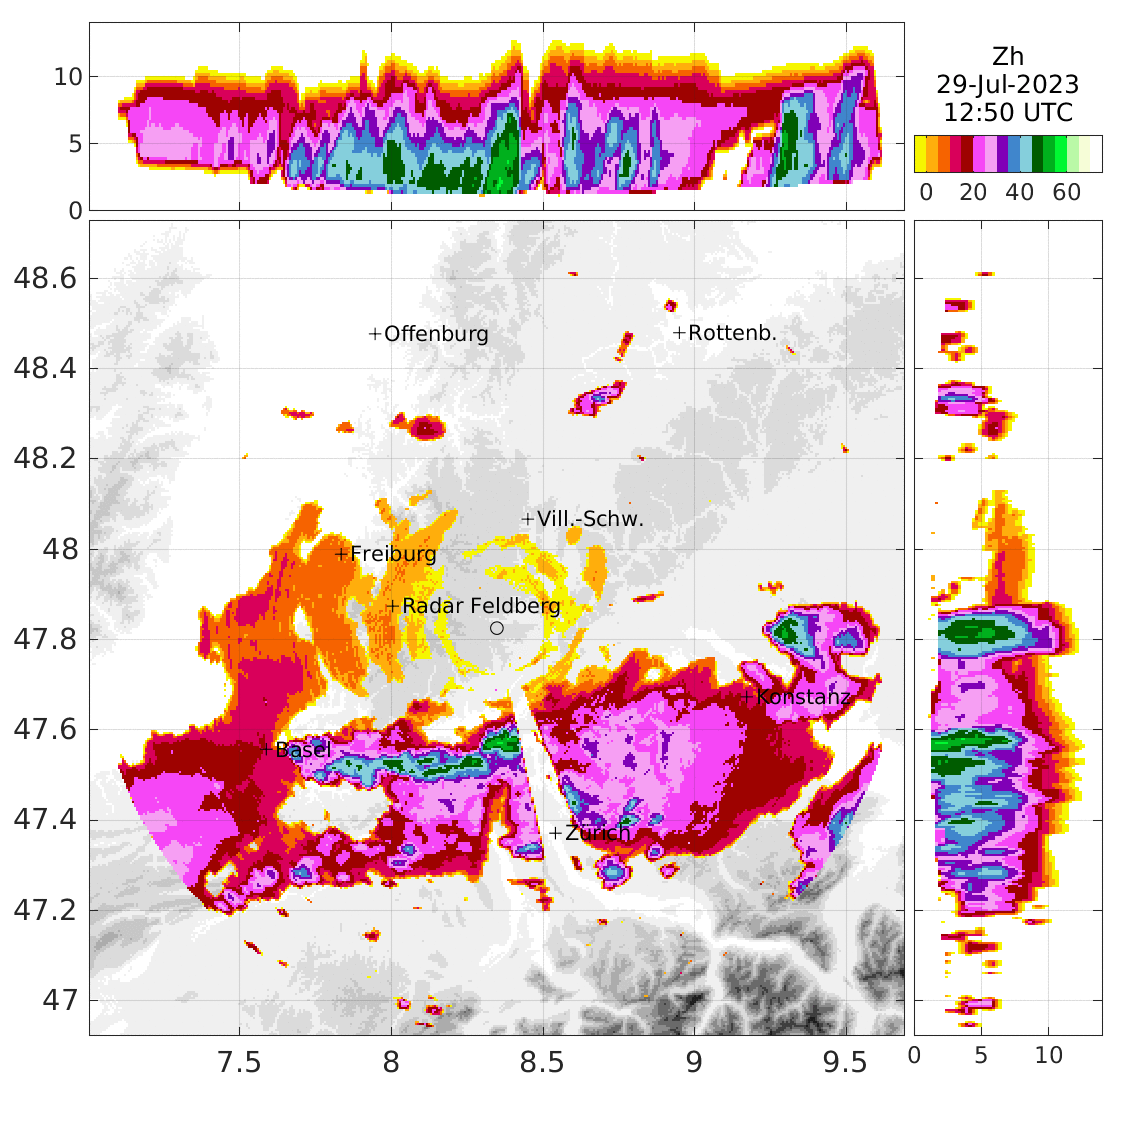 10
5
0
Zh
29-Jul-2023
12:50 UTC
0 20 40 60
48.6
48.4
48.2
48
47.8
47.6
47.4
47.2
47
+Offenburg
+Rottenb.
+Vill.-Schw.
+Freiburg
+Radar Feldberg
+Konstanz
+Basel
+Zürich
7.5 8 8.5 9 9.5
0 5 10